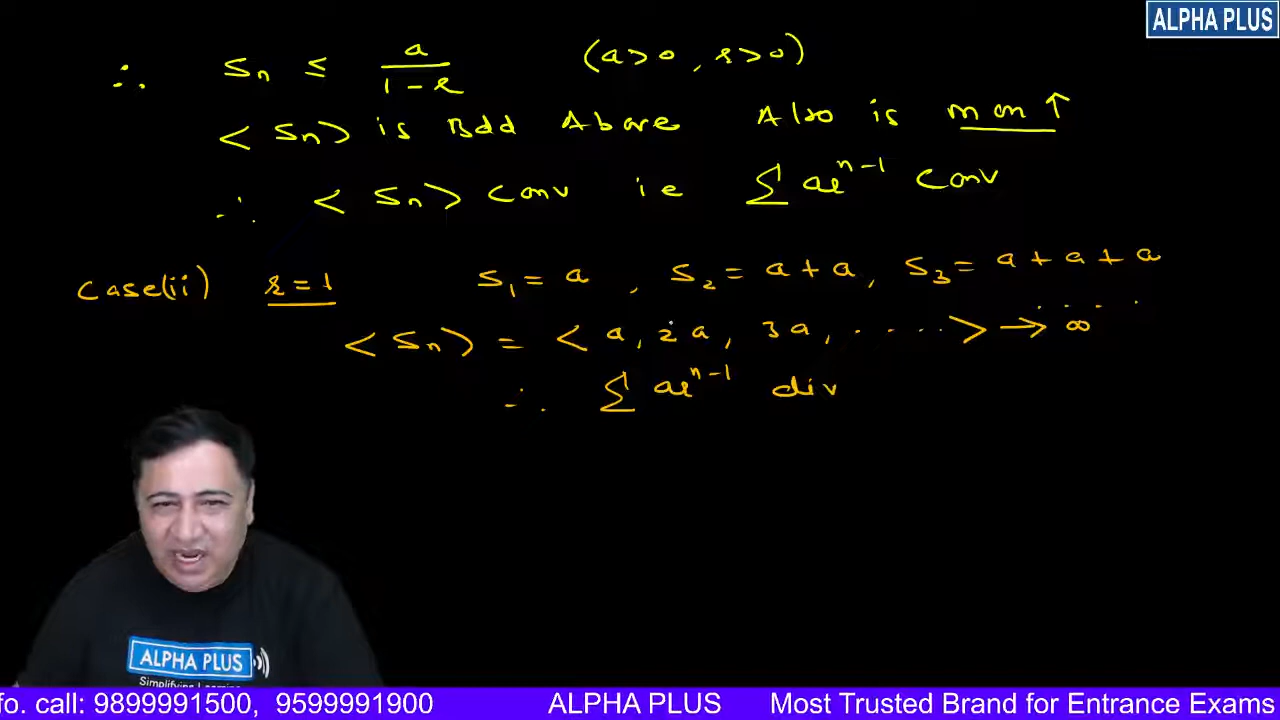 ALPHA PLUS
∴ Sn ≤ a/(1-r) (a>0, r>0)
<Sn> is Bdd Above Also is mon ↑
∴ <Sn> conv ie ∑ ar^(n-1) conv
Case(ii) r=1 S1 = a, S2 = a+a, S3 = a+a+a
<Sn> = <a, 2a, 3a, .....> → ∞
∴ ∑ ar^(n-1) div
ALPHA PLUS
fo. call: 9899991500, 9599991900 ALPHA PLUS Most Trusted Brand for Entrance Exams